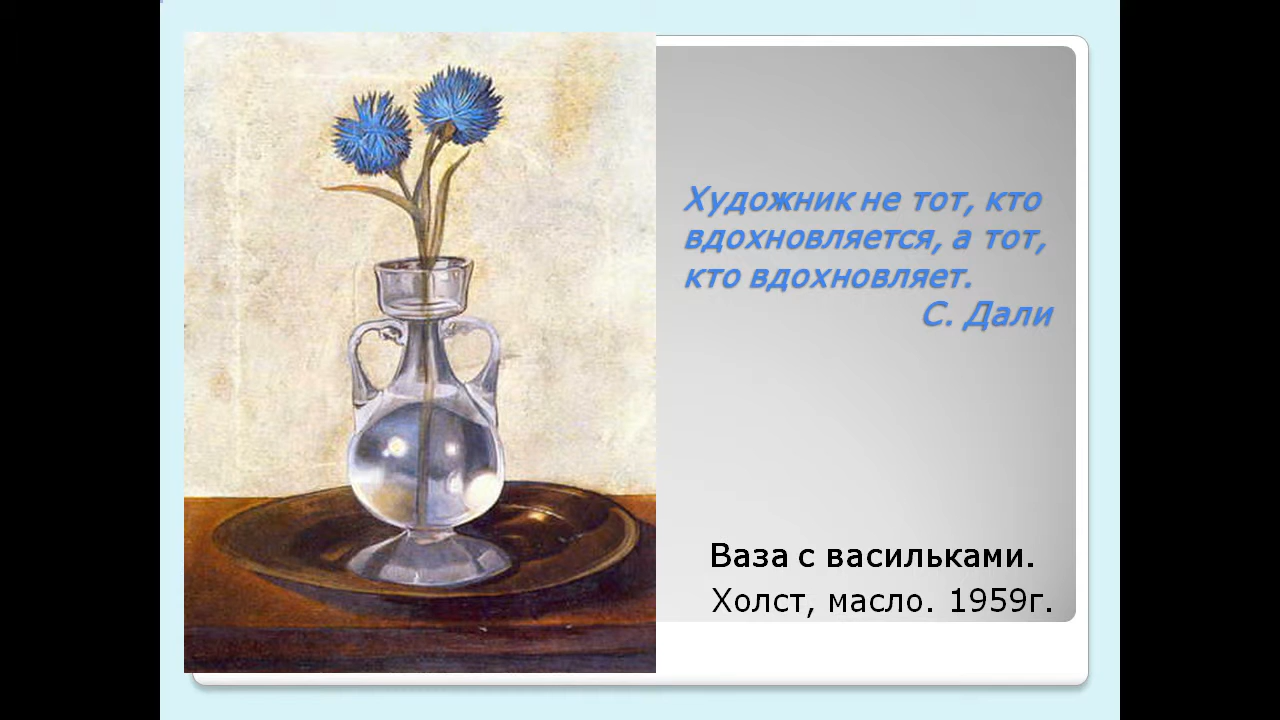 Художник не тот, кто
вдохновляется, а тот,
кто вдохновляет.
С. Дали
Ваза с васильками.
Холст, масло. 1959г.